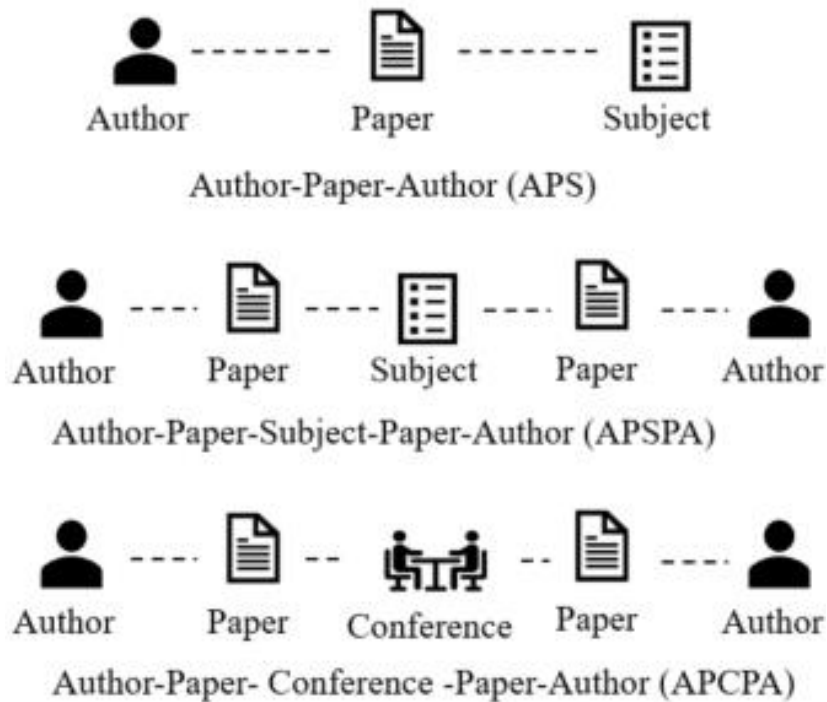 Author Paper Subject
Author-Paper-Author (APS)
Author Paper Subject Paper Author
Author-Paper-Subject-Paper-Author (APSPA)
Author Paper Conference Paper Author
Author-Paper- Conference -Paper-Author (APCPA)